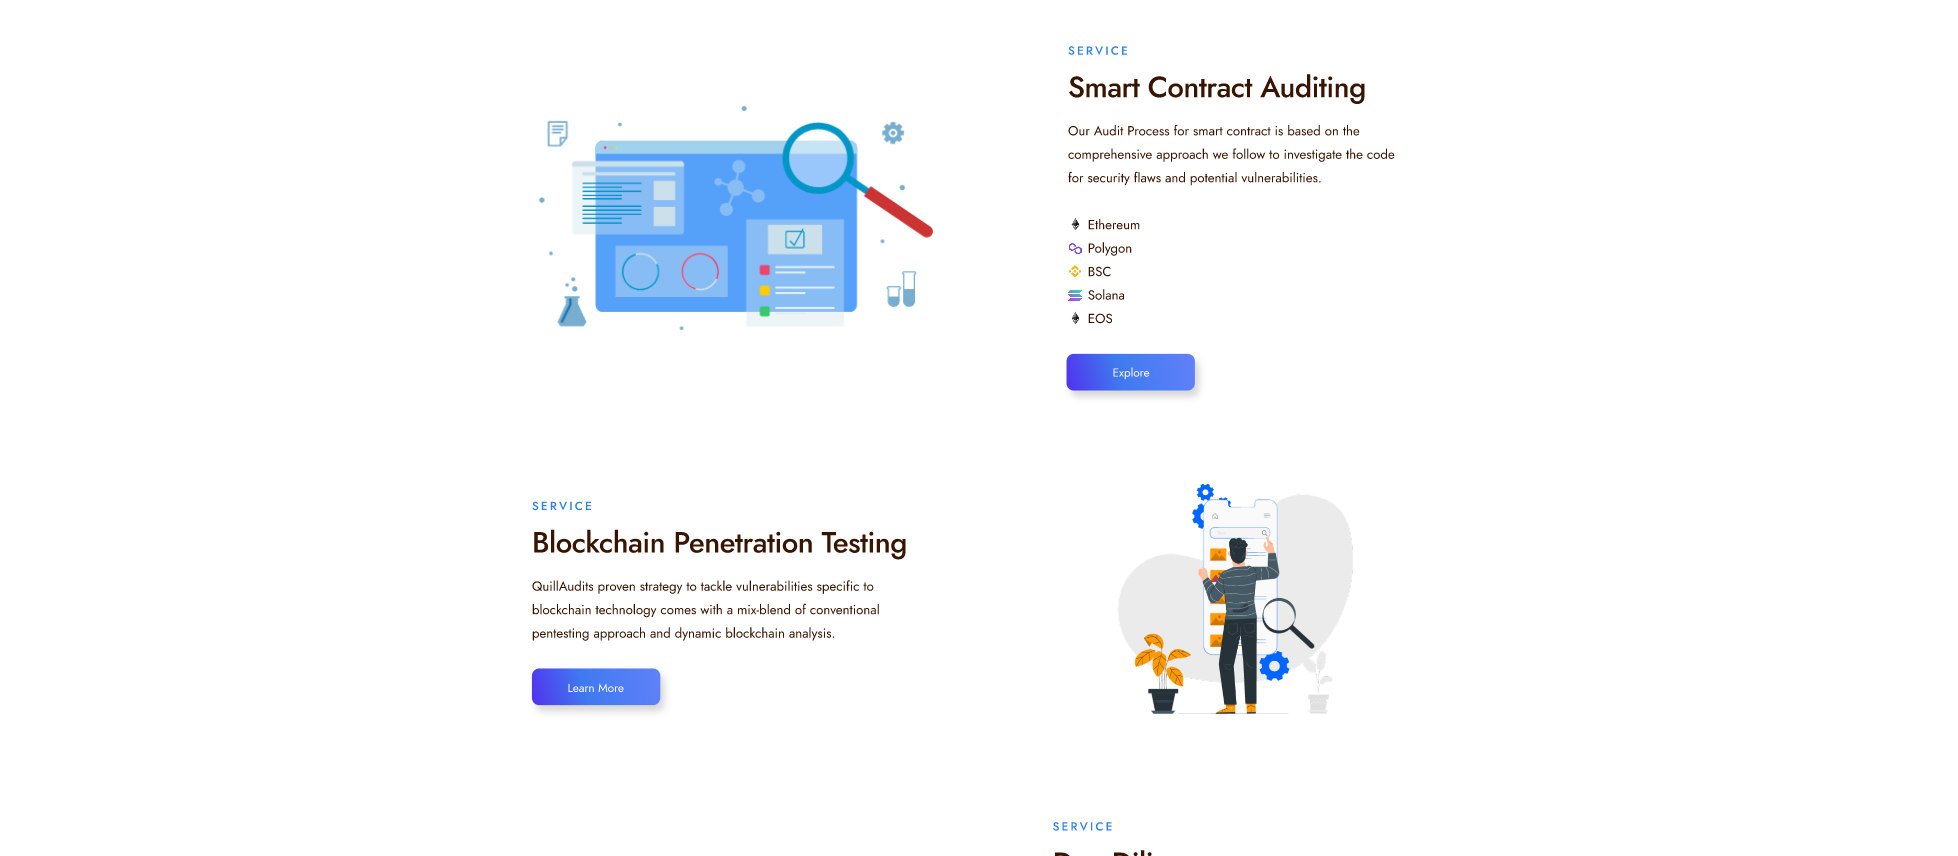 SERVICE
Smart Contract Auditing
Our Audit Process for smart contract is based on the
comprehensive approach we follow to investigate the code
for security flaws and potential vulnerabilities.
Ethereum
Polygon
BSC
Solana
EOS
Explore
SERVICE
Blockchain Penetration Testing
QuillAudits proven strategy to tackle vulnerabilities specific to
blockchain technology comes with a mix-blend of conventional
pentesting approach and dynamic blockchain analysis.
Learn More
SERVICE